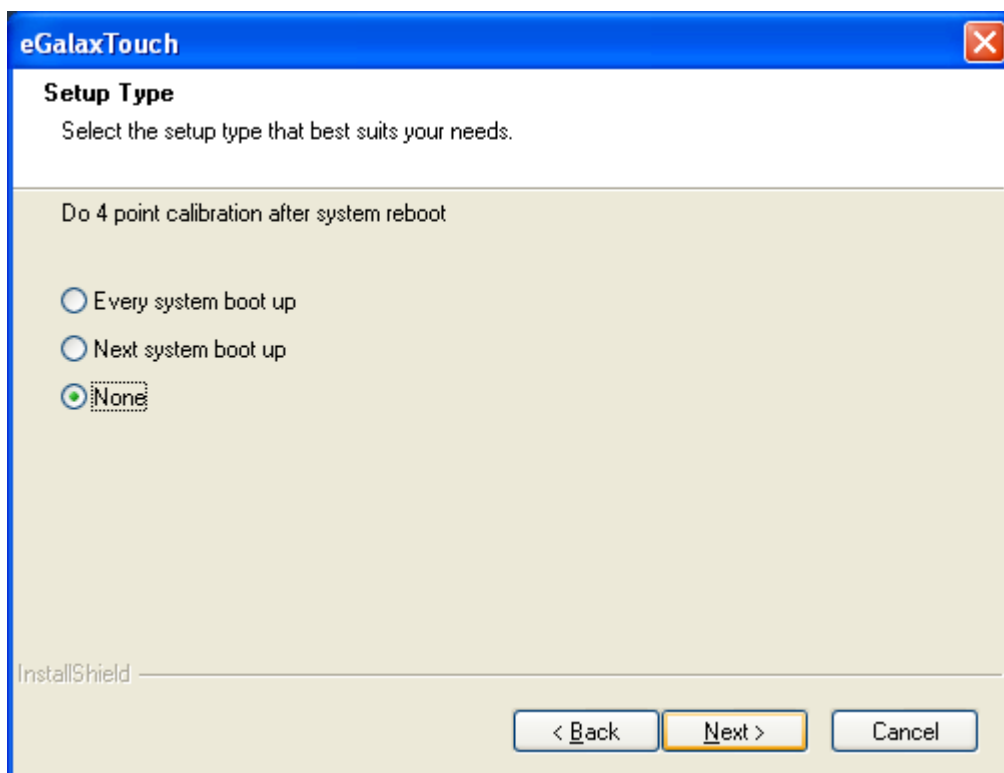 eGalaxTouch
Setup Type
Select the setup type that best suits your needs.
Do 4 point calibration after system reboot
Every system boot up
Next system boot up
None
InstallShield
< Back Next > Cancel